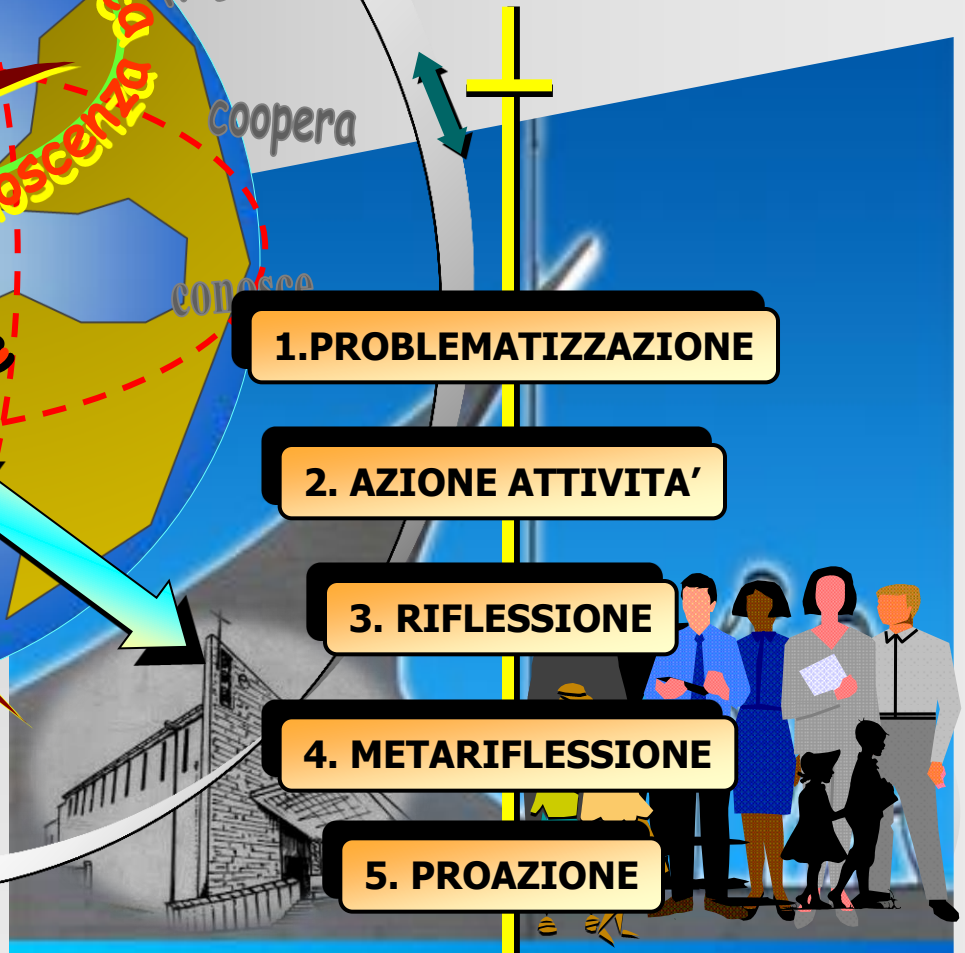 coopera
conosce
1.PROBLEMATIZZAZIONE
2. AZIONE ATTIVITA’
3. RIFLESSIONE
4. METARIFLESSIONE
5. PROAZIONE